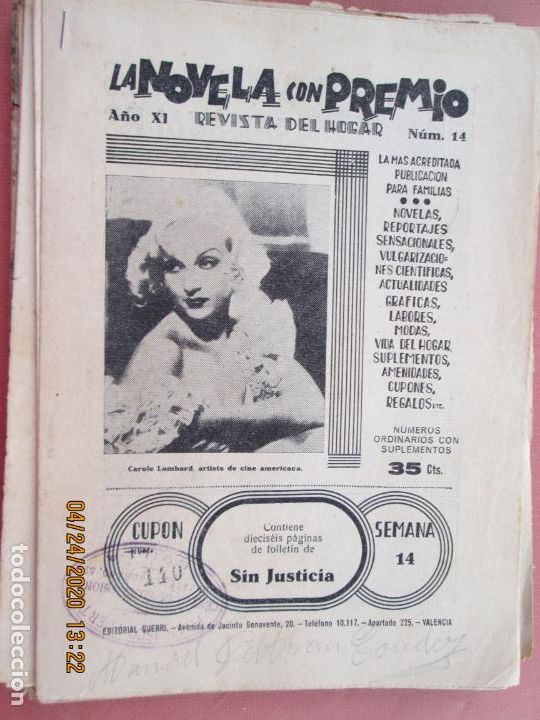 LA NOVELA CON PREMIO
Año XI REVISTA DEL HOGAR Núm. 14
LA MAS ACREDITADA
PUBLICACION
PARA FAMILIAS
NOVELAS,
REPORTAJES
SENSACIONALES,
VULGARIZACIO-
NES CIENTIFICAS,
ACTUALIDADES
GRAFICAS,
LABORES,
MODAS,
VIDA DEL HOGAR,
SUPLEMENTOS,
AMENIDADES,
CUPONES,
REGALOS ETC.
NUMEROS
ORDINARIOS CON
SUPLEMENTOS
35 Cts.
Carole Lombard, artista de cine americana.
CUPON
NUM.
110
Contiene
dieciséis páginas
de folletín de
Sin Justicia
SEMANA
14
EDITORIAL GUERRI. — Avenida de Jacinto Benavente, 20. — Teléfono 10.117. — Apartado 225. — VALENCIA
Manuel
04/24/2020 13:22
todocoleccion